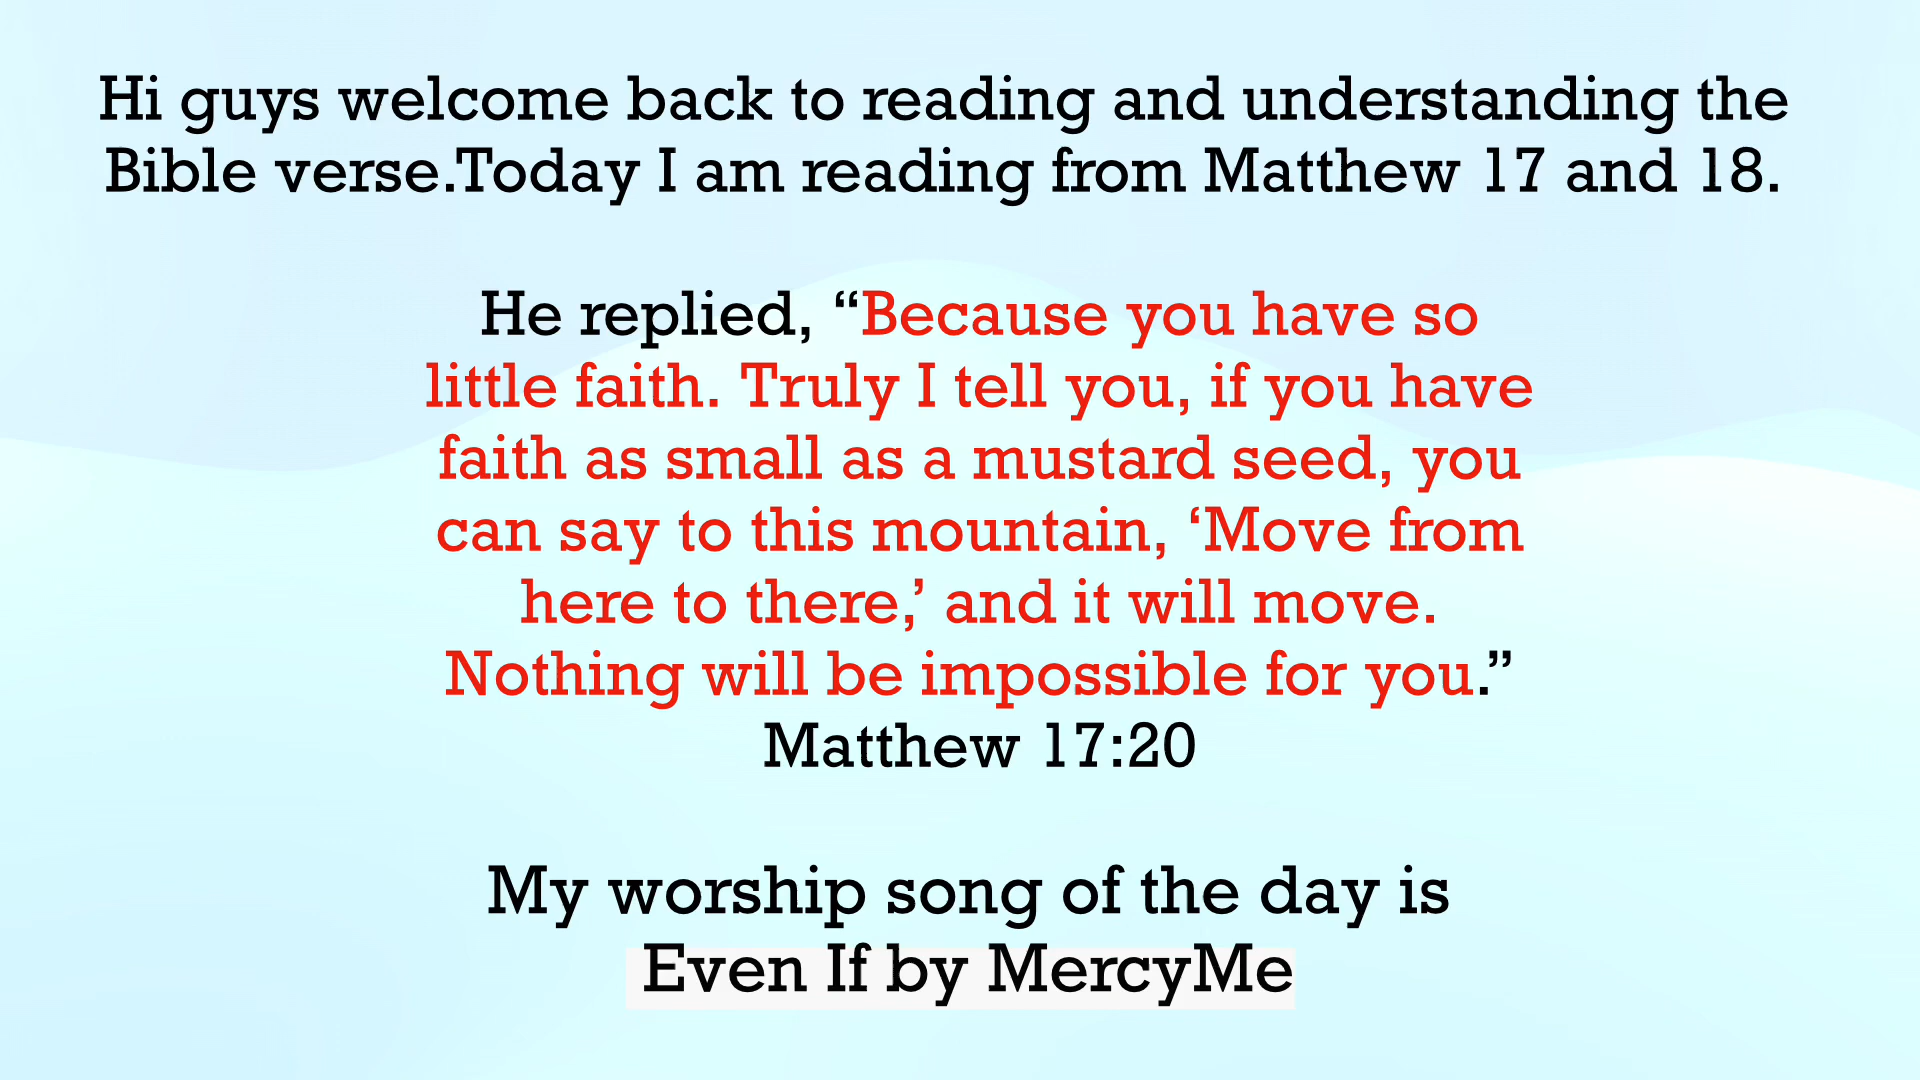 Hi guys welcome back to reading and understanding the
Bible verse.Today I am reading from Matthew 17 and 18.
He replied, “Because you have so
little faith. Truly I tell you, if you have
faith as small as a mustard seed, you
can say to this mountain, ‘Move from
here to there,’ and it will move.
Nothing will be impossible for you.”
Matthew 17:20
My worship song of the day is
Even If by MercyMe